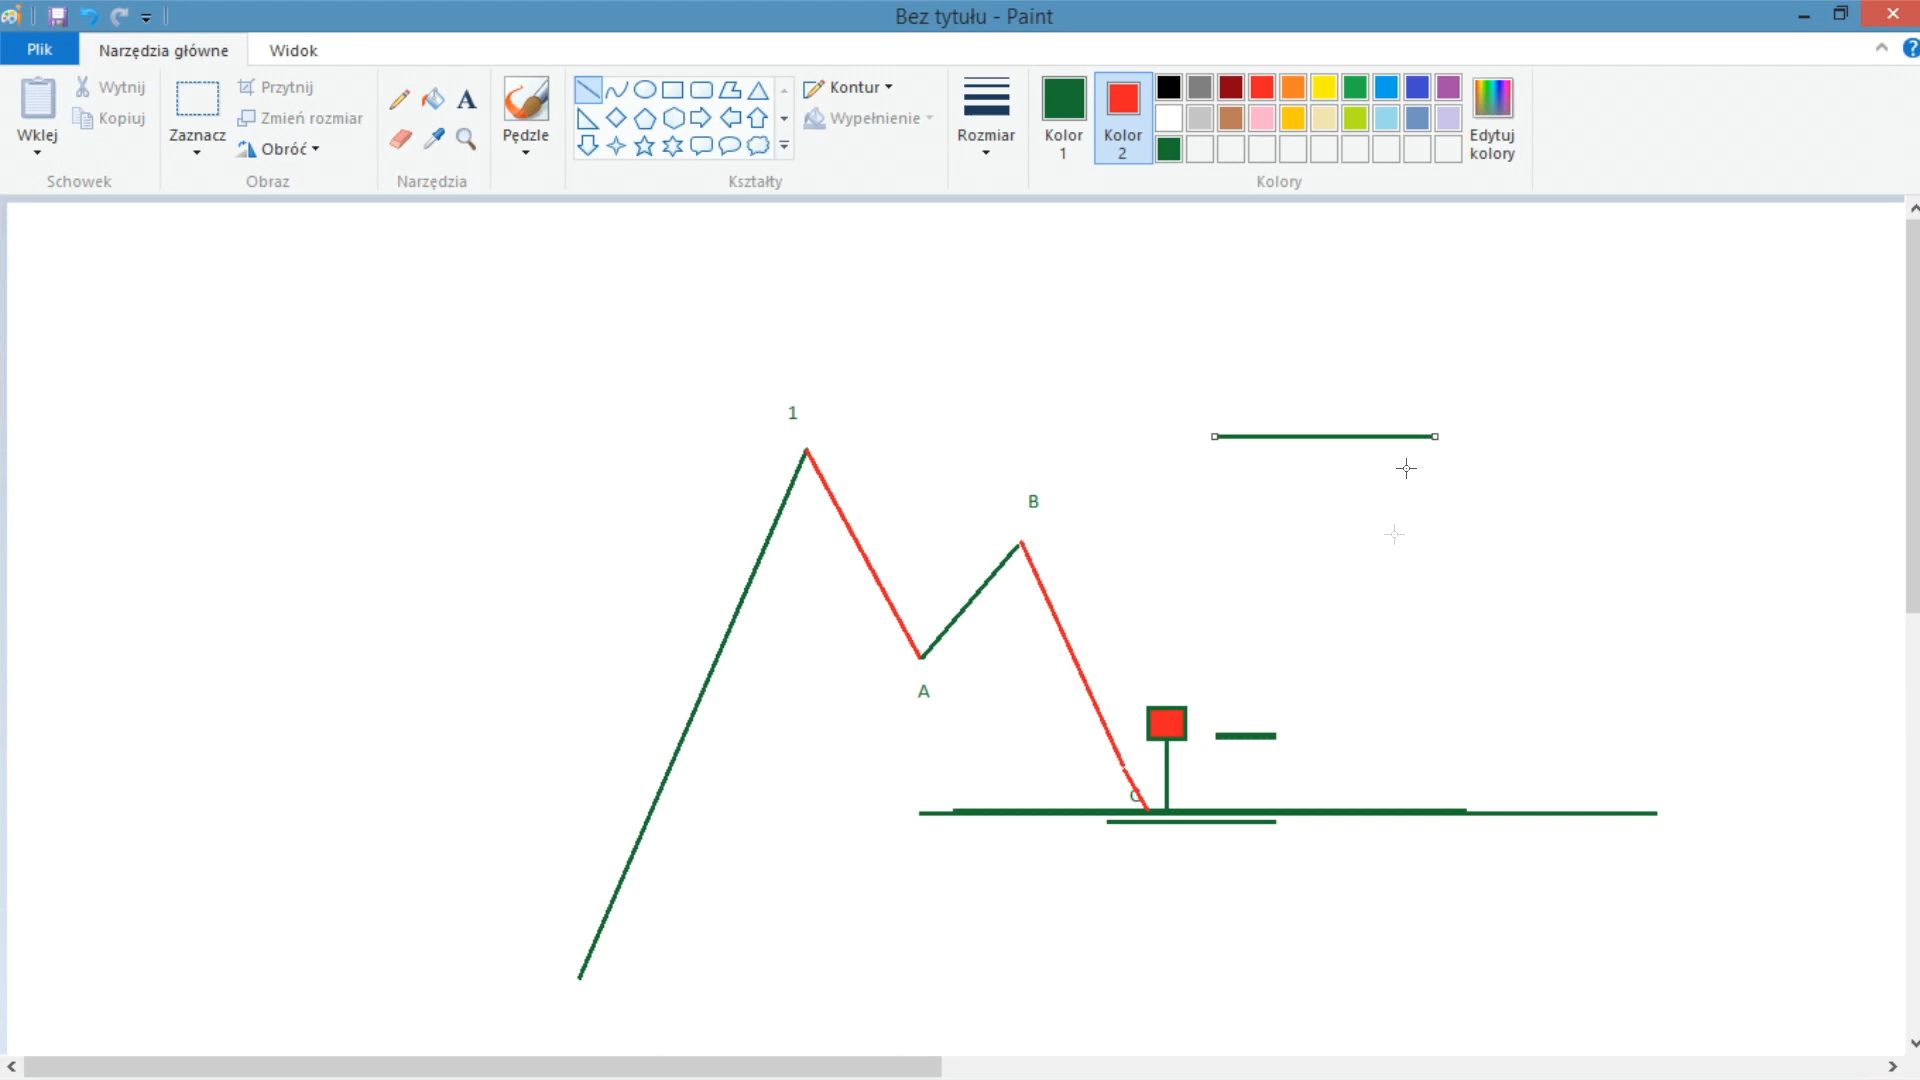 Bez tytułu - Paint
Plik
Narzędzia główne
Widok
Wklej
Wytnij
Kopiuj
Schowek
Zaznacz
Przytnij
Zmień rozmiar
Obróć
Obraz
A
Narzędzia
Pędzle
Kształty
Kontur
Wypełnienie
Rozmiar
Kolor
1
Kolor
2
Edytuj
kolory
Kolory
?
1
B
A
C